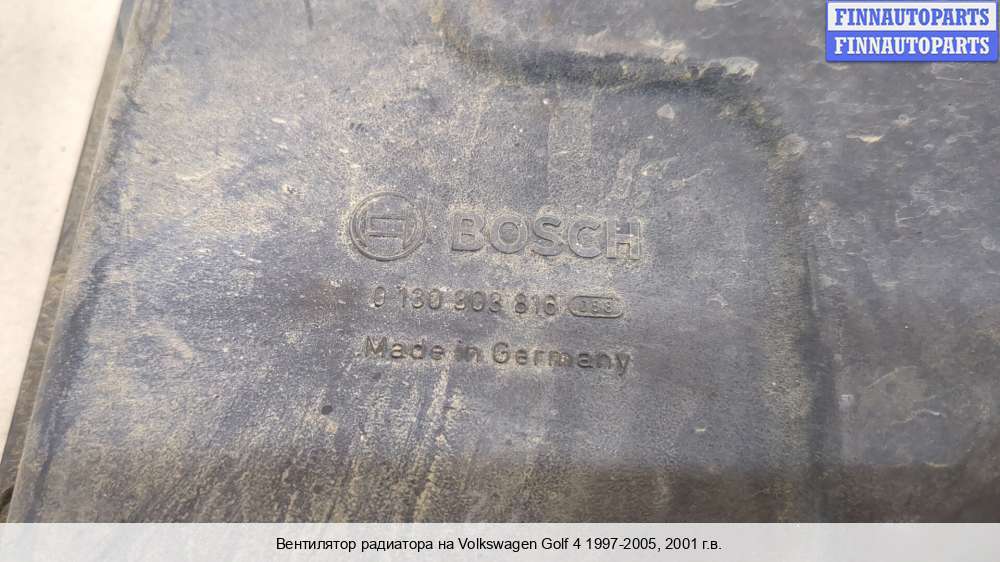 FINNAUTOPARTS
FINNAUTOPARTS
BOSCH
0 130 303 816
Made in Germany
Вентилятор радиатора на Volkswagen Golf 4 1997-2005, 2001 г.в.